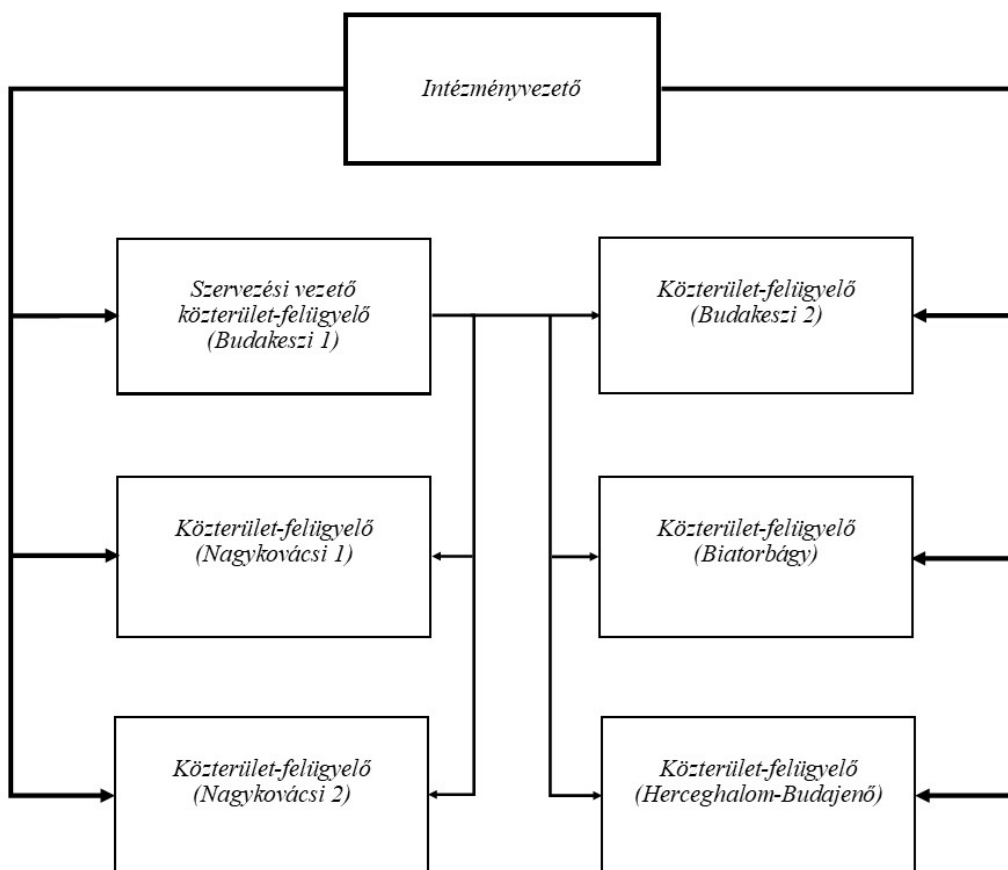 Intézményvezető
Szervezési vezető
közterület-felügyelő
(Budakeszi 1)
Közterület-felügyelő
(Budakeszi 2)
Közterület-felügyelő
(Nagykovácsi 1)
Közterület-felügyelő
(Biatorbágy)
Közterület-felügyelő
(Nagykovácsi 2)
Közterület-felügyelő
(Herceghalom-Budajenő)